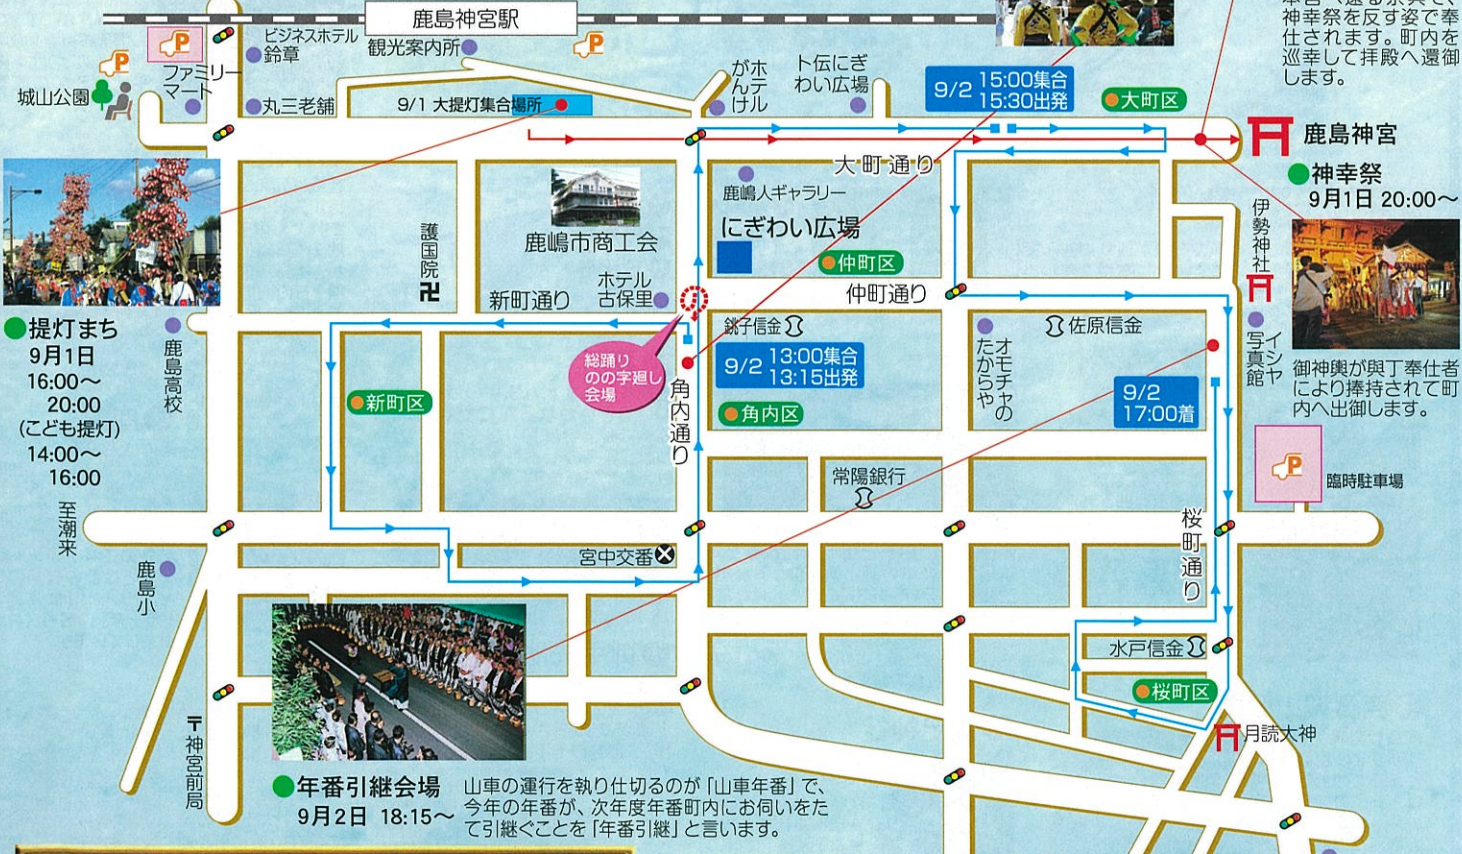 鹿島神宮駅
ビジネスホテル
鈴章
観光案内所
P
P
P
ファミリー
マート
城山公園
丸三老舗
9/1 大提灯集合場所
ホテル
がんけ
ト伝にぎ
わい広場
9/2 15:00集合
15:30出発
大町区
神幸祭を反す姿で奉
仕されます。町内を
巡幸して拝殿へ還御
します。
鹿島神宮
大町通り
神幸祭
9月1日 20:00~
鹿嶋人ギャラリー
にぎわい広場
仲町区
鹿嶋市商工会
護国院
卍
ホテル
古保里
新町通り
仲町通り
伊勢神社
提灯まち
9月1日
16:00~
20:00
(こども提灯)
14:00~
16:00
鹿島高校
総踊り
のの字廻し
会場
銚子信金
9/2 13:00集合
13:15出発
角内区
角内通り
新町区
オモチャの
たからや
佐原信金
9/2
17:00着
イシヤ
写真館
御神輿が與丁奉仕者
により捧持されて町
内へ出御します。
P
臨時駐車場
常陽銀行
至潮来
宮中交番
桜町通り
鹿島小
水戸信金
桜町区
月読大神
〒神宮前局
年番引継会場
9月2日 18:15~
山車の運行を執り仕切るのが「山車年番」で、
今年の年番が、次年度年番町内にお伺いをた
て引継ぐことを「年番引継」と言います。